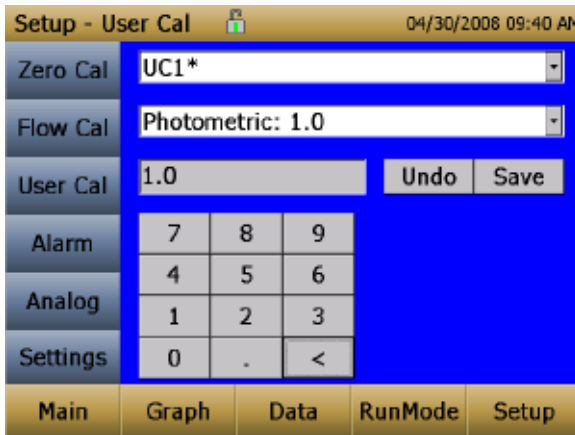 Setup - User Cal 04/30/2008 09:40 AM
Zero Cal UC1*
Flow Cal Photometric: 1.0
User Cal 1.0 Undo Save
Alarm 7 8 9
4 5 6
Analog 1 2 3
Settings 0 . <
Main Graph Data RunMode Setup